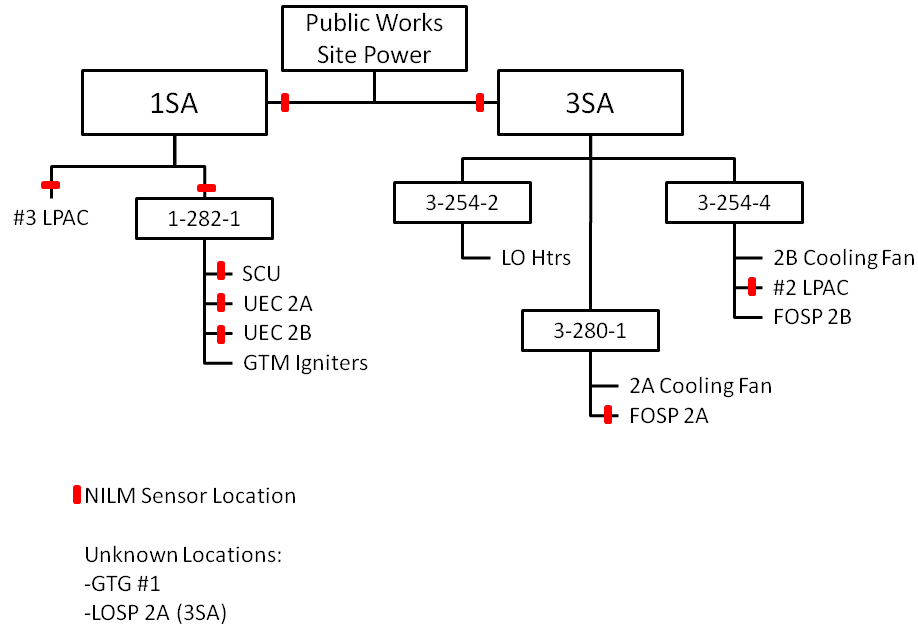 Public Works
Site Power
1SA
3SA
#3 LPAC
1-282-1
SCU
UEC 2A
UEC 2B
GTM Igniters
3-254-2
LO Htrs
3-280-1
2A Cooling Fan
FOSP 2A
3-254-4
2B Cooling Fan
#2 LPAC
FOSP 2B
NILM Sensor Location
Unknown Locations:
-GTG #1
-LOSP 2A (3SA)